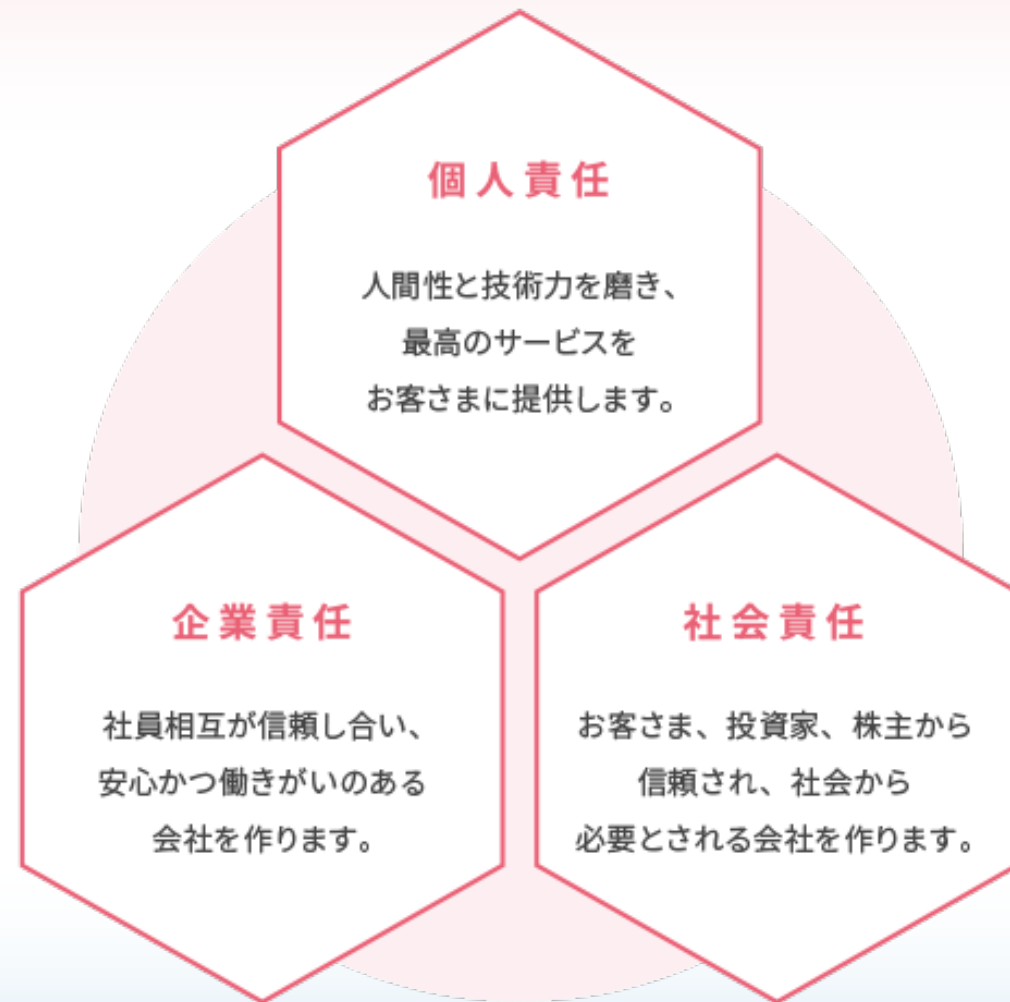 個人責任
人間性と技術力を磨き、
最高のサービスを
お客さまに提供します。
企業責任
社員相互が信頼し合い、
安心かつ働きがいのある
会社を作ります。
社会責任
お客さま、投資家、株主から
信頼され、社会から
必要とされる会社を作ります。